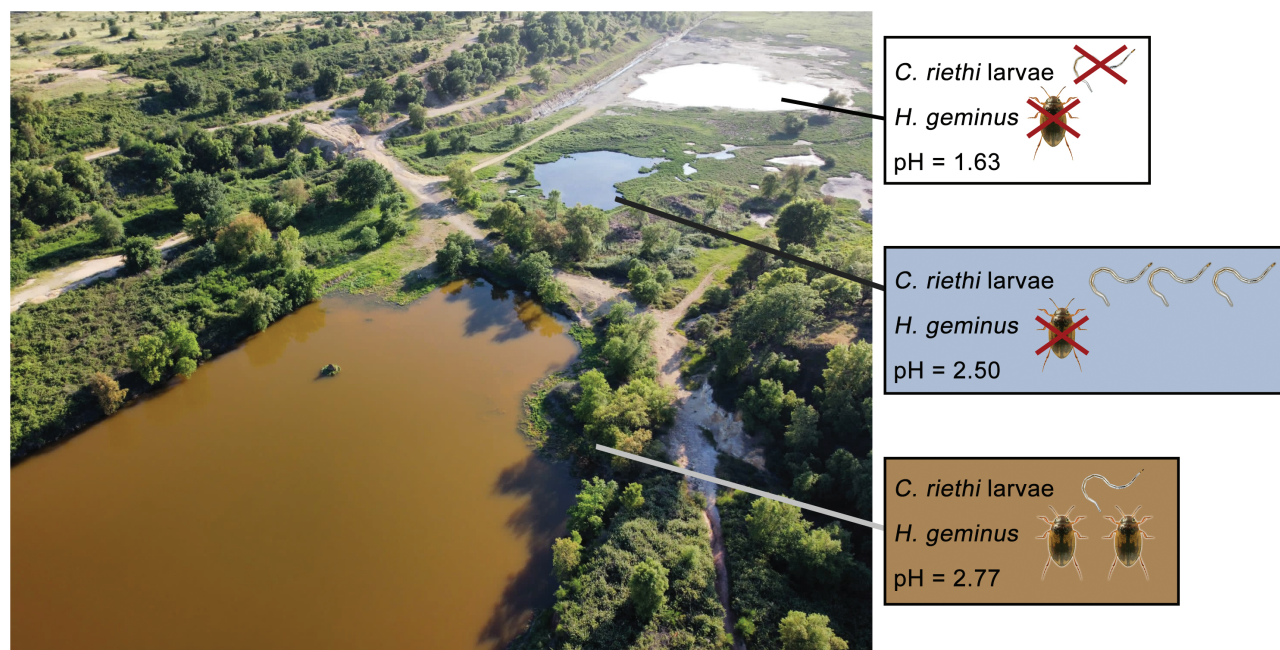 C. riethi larvae
H. geminus
pH = 1.63
C. riethi larvae
H. geminus
pH = 2.50
C. riethi larvae
H. geminus
pH = 2.77